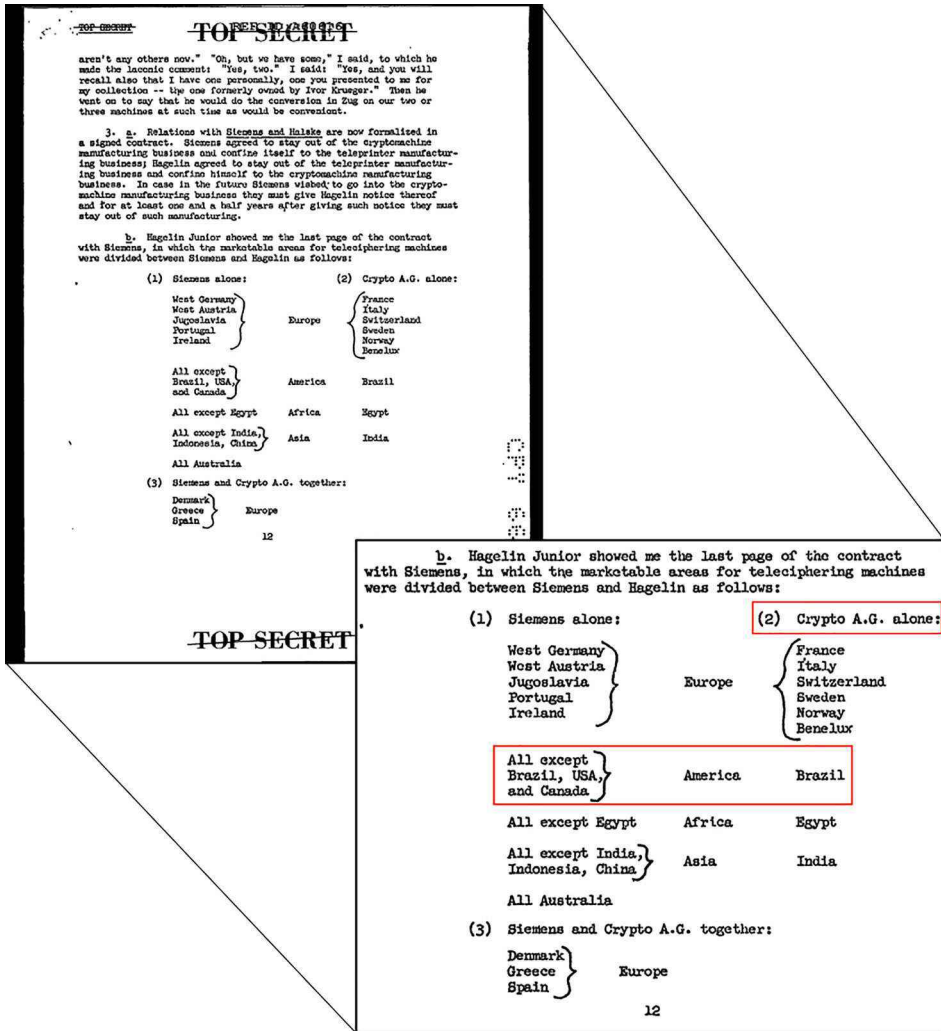 TOP SECRET
REF ID:A60616
TOP SECRET
aren't any others now." "Oh, but we have some," I said, to which he
made the laconic comment: "Yes, two." I said: "Yes, and you will
recall also that I have one personally, one you presented to me for
my collection -- the one formerly owned by Ivor Krueger." Then he
went on to say that he would do the conversion in Zug on our two or
three machines at such time as would be convenient.
3. a. Relations with Siemens and Halske are now formalized in
a signed contract. Siemens agreed to stay out of the cryptomachine
manufacturing business and confine itself to the teleprinter manufactur-
ing business; Hagelin agreed to stay out of the teleprinter manufactur-
ing business and confine himself to the cryptomachine manufacturing
business. In case in the future Siemens wished to go into the crypto-
machine manufacturing business they must give Hagelin notice thereof
and for at least one and a half years after giving such notice they must
stay out of such manufacturing.
b. Hagelin Junior showed me the last page of the contract
with Siemens, in which the marketable areas for teleciphering machines
were divided between Siemens and Hagelin as follows:
(1) Siemens alone: (2) Crypto A.G. alone:
West Germany France
West Austria Italy
Jugoslavia Europe Switzerland
Portugal Sweden
Ireland Norway
Benelux
All except
Brazil, USA, America Brazil
and Canada
All except Egypt Africa Egypt
All except India,
Indonesia, China Asia India
All Australia
(3) Siemens and Crypto A.G. together:
Denmark
Greece Europe
Spain
12
TOP SECRET
b. Hagelin Junior showed me the last page of the contract
with Siemens, in which the marketable areas for teleciphering machines
were divided between Siemens and Hagelin as follows:
(1) Siemens alone: (2) Crypto A.G. alone:
West Germany France
West Austria Italy
Jugoslavia Europe Switzerland
Portugal Sweden
Ireland Norway
Benelux
All except
Brazil, USA, America Brazil
and Canada
All except Egypt Africa Egypt
All except India,
Indonesia, China Asia India
All Australia
(3) Siemens and Crypto A.G. together:
Denmark
Greece Europe
Spain
12